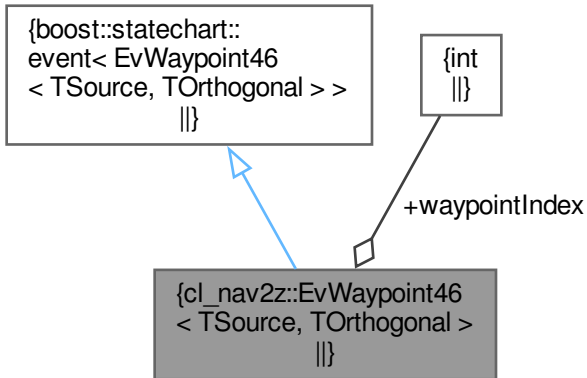 {boost::statechart::
event< EvWaypoint46
< TSource, TOrthogonal > >
||}
{int
||}
+waypointIndex
{cl_nav2z::EvWaypoint46
< TSource, TOrthogonal >
||}